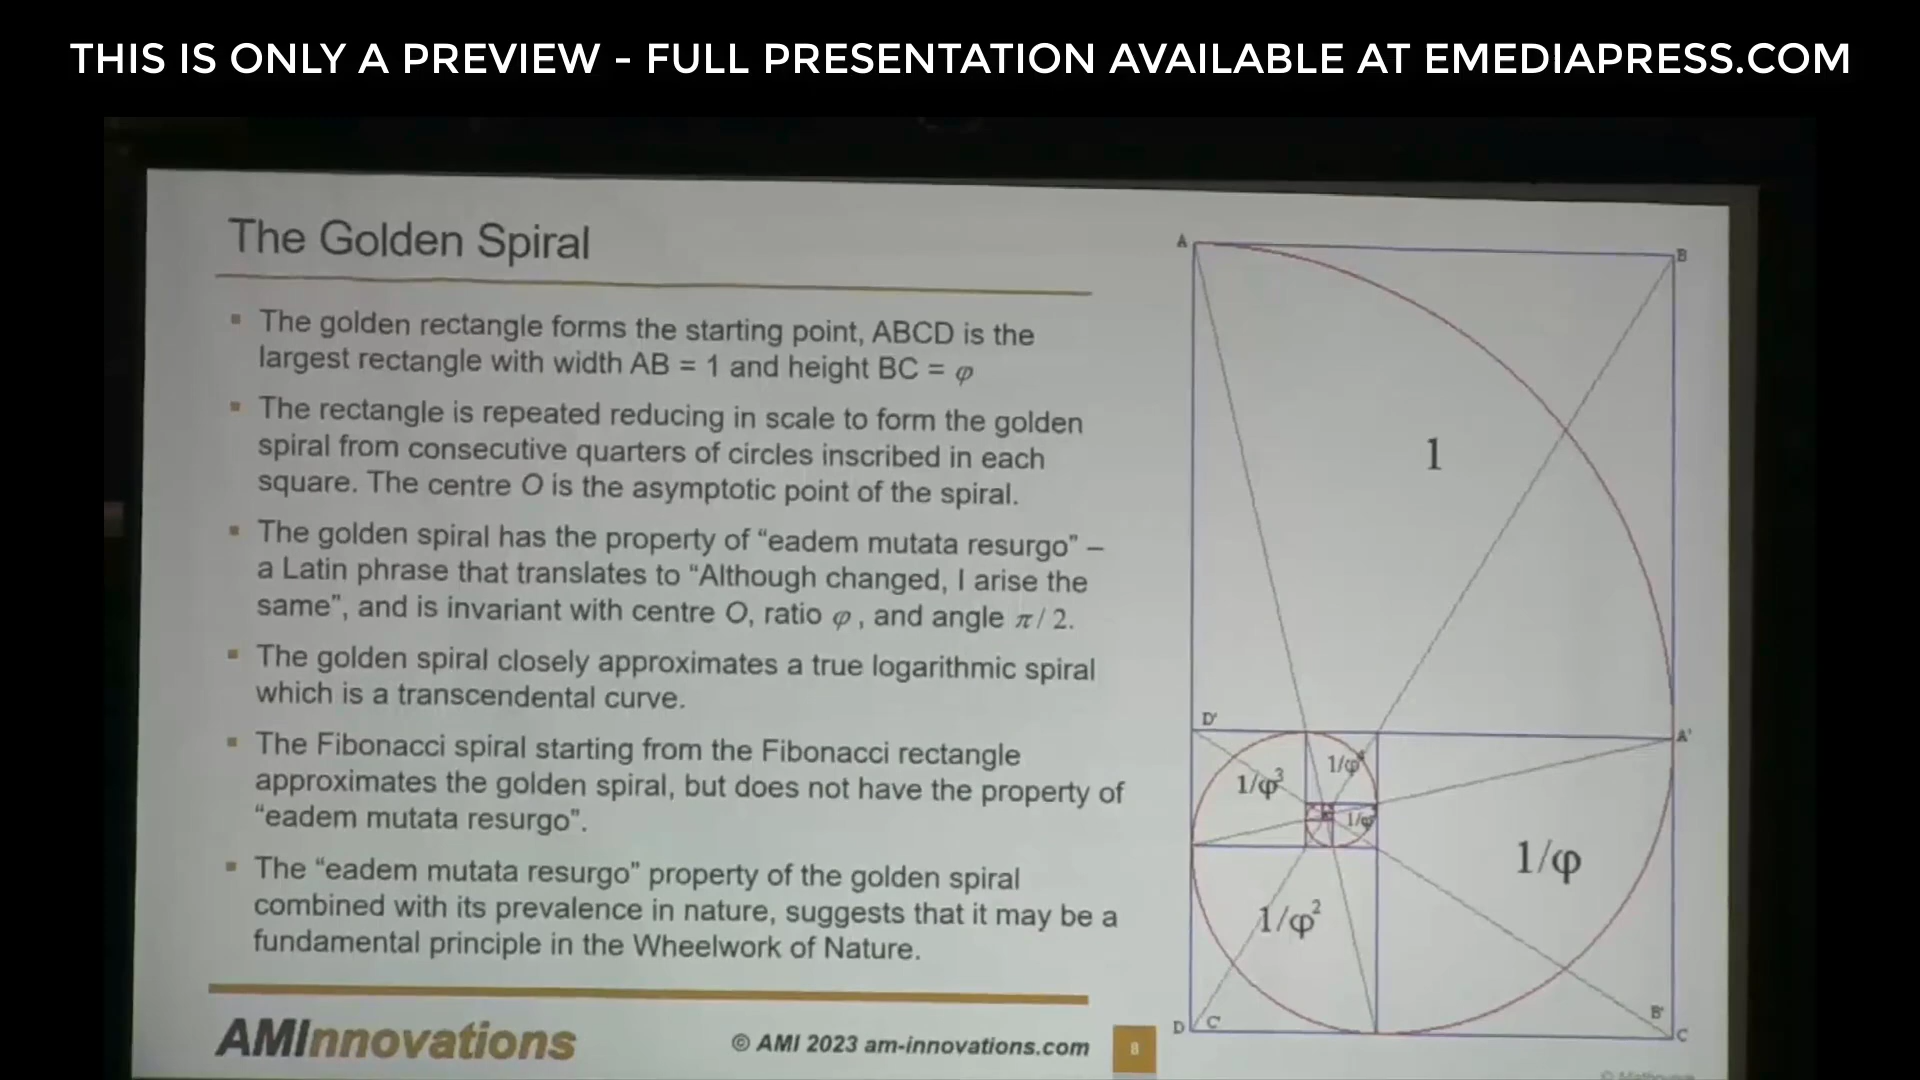 THIS IS ONLY A PREVIEW - FULL PRESENTATION AVAILABLE AT EMEDIAPRESS.COM
The Golden Spiral
The golden rectangle forms the starting point, ABCD is the
largest rectangle with width AB = 1 and height BC = φ
The rectangle is repeated reducing in scale to form the golden
spiral from consecutive quarters of circles inscribed in each
square. The centre O is the asymptotic point of the spiral.
The golden spiral has the property of “eadem mutata resurgo” –
a Latin phrase that translates to “Although changed, I arise the
same”, and is invariant with centre O, ratio φ , and angle π / 2.
The golden spiral closely approximates a true logarithmic spiral
which is a transcendental curve.
The Fibonacci spiral starting from the Fibonacci rectangle
approximates the golden spiral, but does not have the property of
“eadem mutata resurgo”.
The “eadem mutata resurgo” property of the golden spiral
combined with its prevalence in nature, suggests that it may be a
fundamental principle in the Wheelwork of Nature.
AMInnovations
© AMI 2023 am-innovations.com
8
A
B
1
D'
A'
1/φ³
1/φ⁴
1/φ
1/φ²
B'
D
C'
C